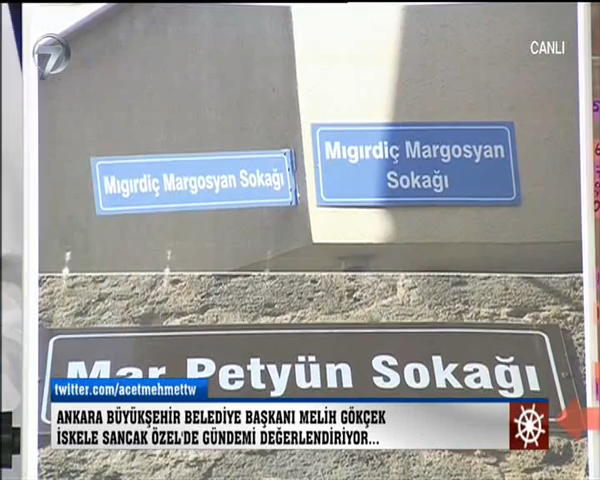 7
CANLI
Mıgırdiç Margosyan Sokağı
Mıgırdiç Margosyan
Sokağı
Mar Petyün Sokağı
twitter.com/acetmehmettw
ANKARA BÜYÜKŞEHİR BELEDİYE BAŞKANI MELİH GÖKÇEK
İSKELE SANCAK ÖZEL'DE GÜNDEMİ DEĞERLENDİRİYOR...